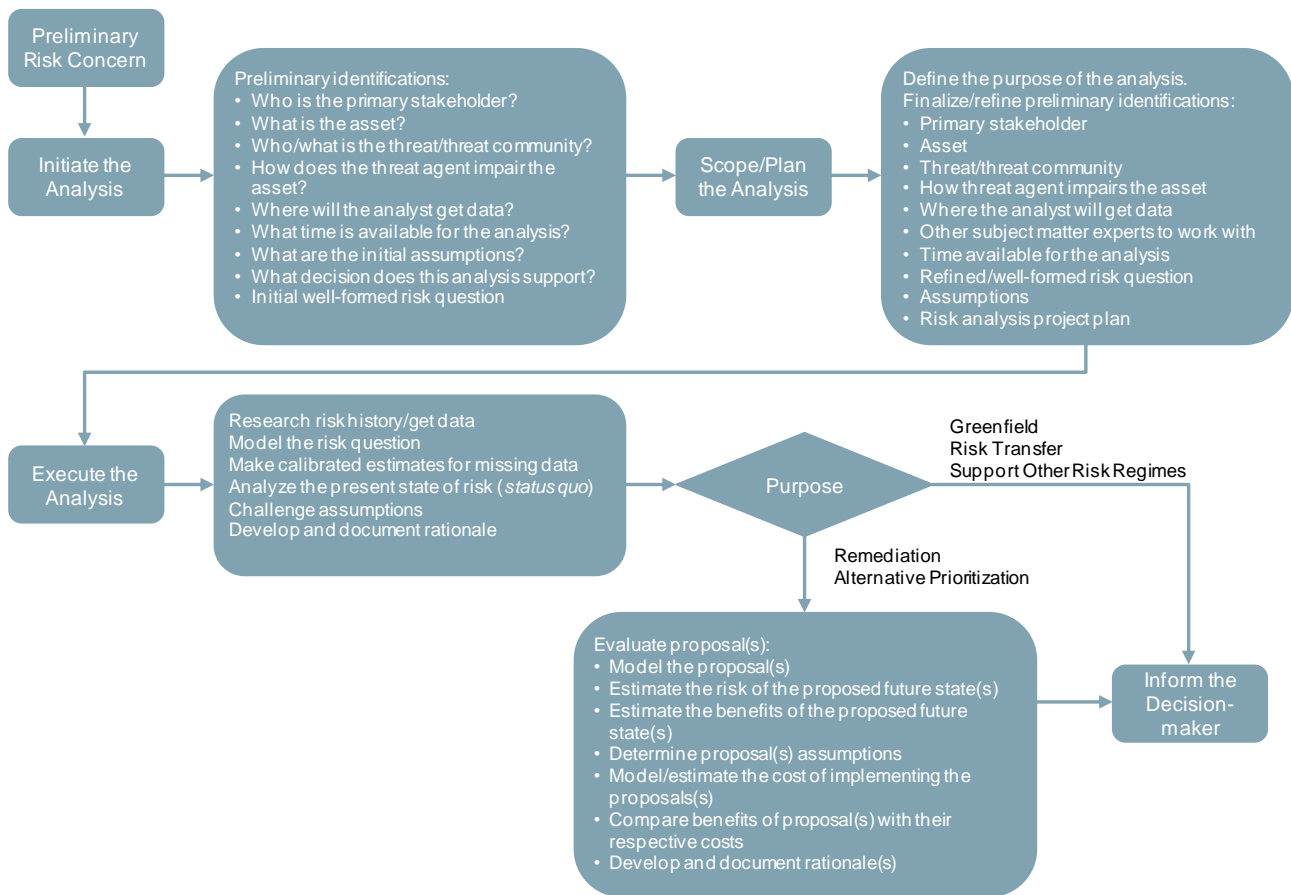 Preliminary
Risk Concern
Initiate the
Analysis
Preliminary identifications:
• Who is the primary stakeholder?
• What is the asset?
• Who/what is the threat/threat community?
• How does the threat agent impair the
asset?
• Where will the analyst get data?
• What time is available for the analysis?
• What are the initial assumptions?
• What decision does this analysis support?
• Initial well-formed risk question
Scope/Plan
the Analysis
Define the purpose of the analysis.
Finalize/refine preliminary identifications:
• Primary stakeholder
• Asset
• Threat/threat community
• How threat agent impairs the asset
• Where the analyst will get data
• Other subject matter experts to work with
• Time available for the analysis
• Refined/well-formed risk question
• Assumptions
• Risk analysis project plan
Execute the
Analysis
Research risk history/get data
Model the risk question
Make calibrated estimates for missing data
Analyze the present state of risk (status quo)
Challenge assumptions
Develop and document rationale
Purpose
Greenfield
Risk Transfer
Support Other Risk Regimes
Remediation
Alternative Prioritization
Evaluate proposal(s):
• Model the proposal(s)
• Estimate the risk of the proposed future state(s)
• Estimate the benefits of the proposed future
state(s)
• Determine proposal(s) assumptions
• Model/estimate the cost of implementing the
proposals(s)
• Compare benefits of proposal(s) with their
respective costs
• Develop and document rationale(s)
Inform the
Decision-
maker